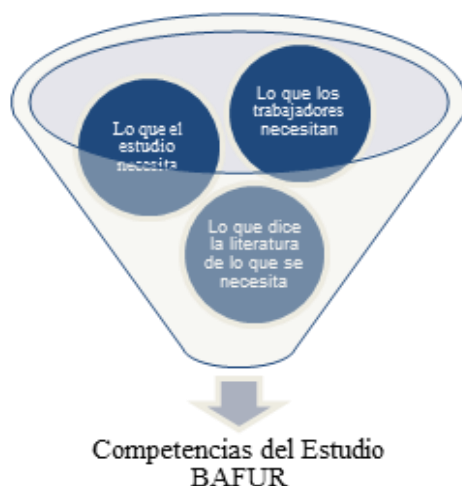 Lo que el
estudio
necesita
Lo que los
trabajadores
necesitan
Lo que dice
la literatura
de lo que se
necesita
Competencias del Estudio
BAFUR